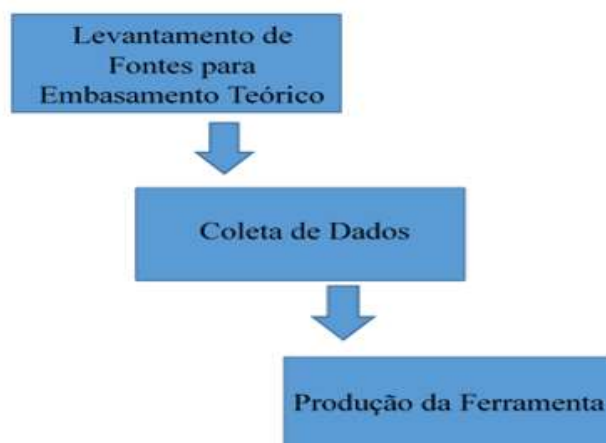 Levantamento de
Fontes para
Embasamento Teórico
Coleta de Dados
Produção da Ferramenta